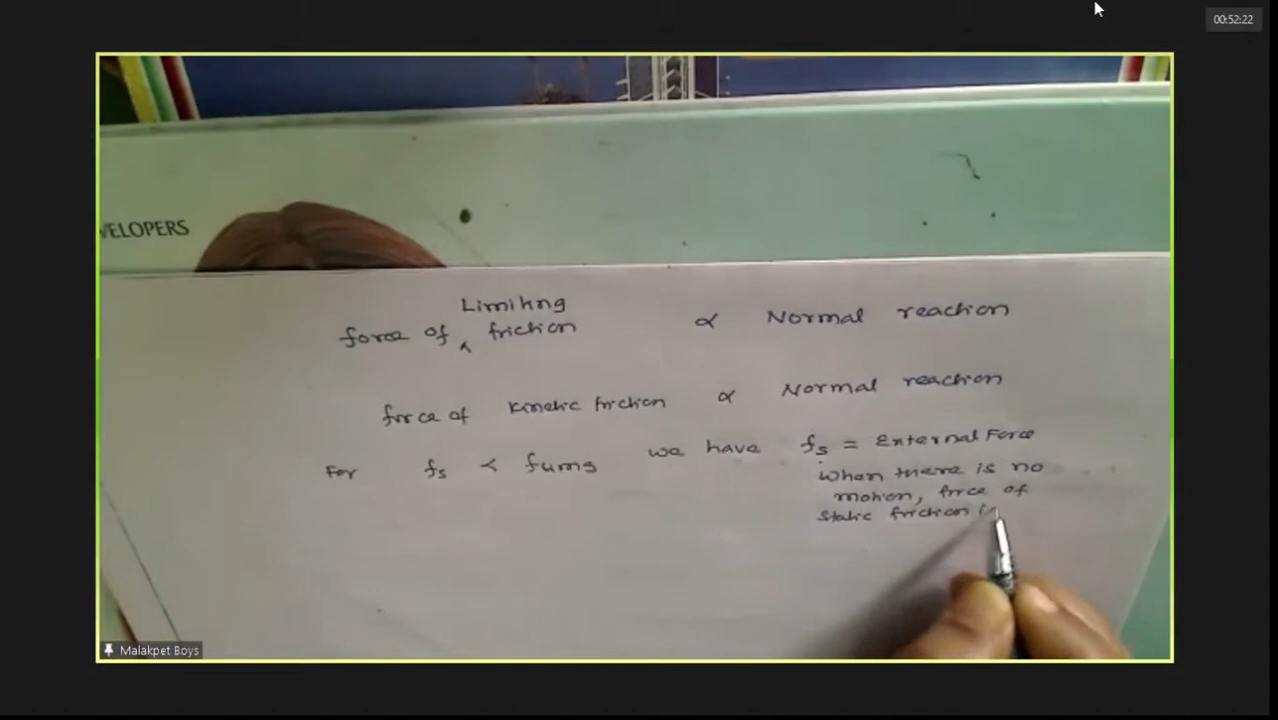 00:52:22
VELOPERS
Limiting
force of ʌ friction ∝ Normal reaction
force of kinetic friction ∝ Normal reaction
For fs < fums we have fs = External Force
When there is no
motion, force of
static friction i
Malakpet Boys